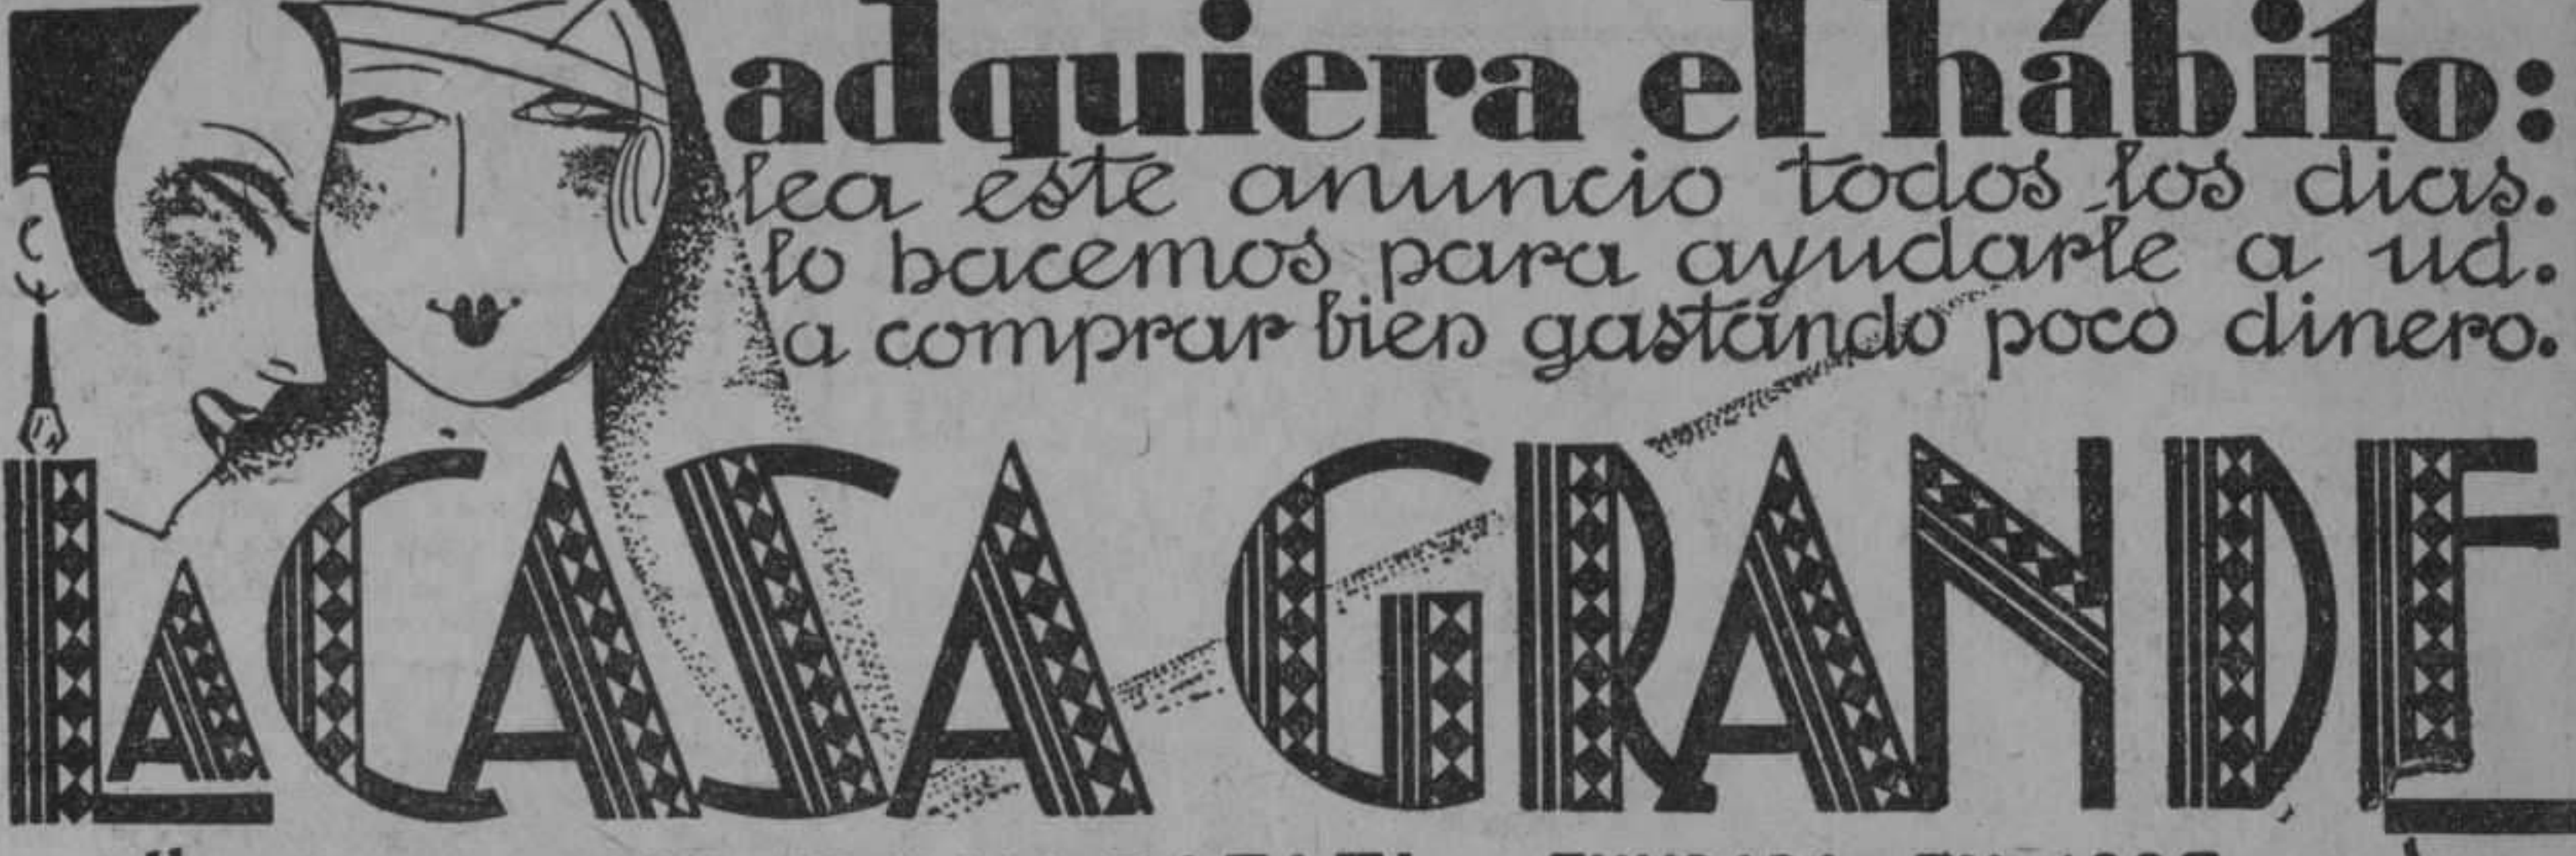 adquiera el hábito:
lea este anuncio todos los dias.
lo hacemos para ayudarle a ud.
a comprar bien gastando poco dinero.
LA CASA GRANDE